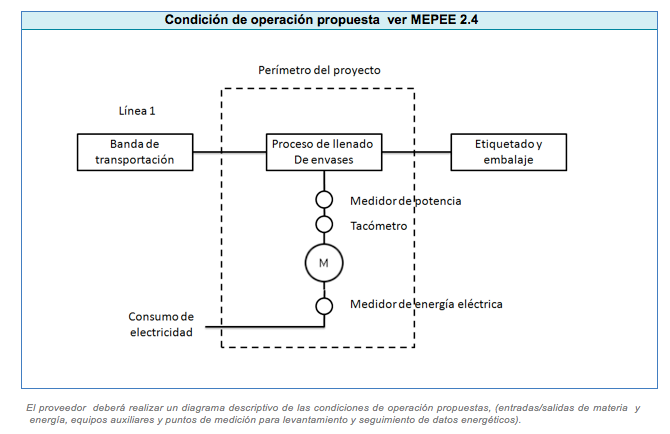 Condición de operación propuesta ver MEPEE 2.4
Perímetro del proyecto
Línea 1
Banda de
transportación
Proceso de llenado
De envases
Etiquetado y
embalaje
Medidor de potencia
Tacómetro
M
Medidor de energía eléctrica
Consumo de
electricidad
El proveedor deberá realizar un diagrama descriptivo de las condiciones de operación propuestas, (entradas/salidas de materia y
energía, equipos auxiliares y puntos de medición para levantamiento y seguimiento de datos energéticos).